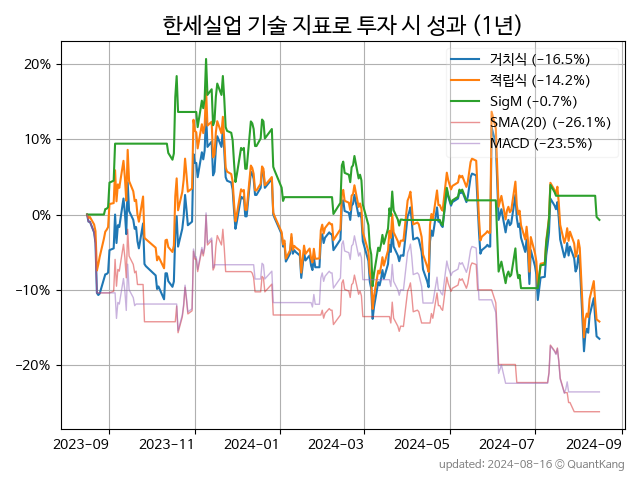 한세실업 기술 지표로 투자 시 성과 (1년)
거치식 (−16.5%)
적립식 (−14.2%)
SigM (−0.7%)
SMA(20) (−26.1%)
MACD (−23.5%)
20%
10%
0%
−10%
−20%
2023−09 2023−11 2024−01 2024−03 2024−05 2024−07 2024−09
updated: 2024−08−16 © QuantKang